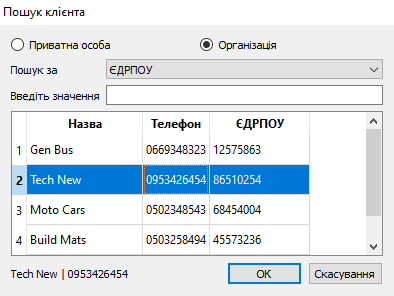 Пошук клієнта
Приватна особа Організація
Пошук за ЄДРПОУ
Введіть значення
Назва Телефон ЄДРПОУ
1 Gen Bus 0669348323 12575863
2 Tech New 0953426454 86510254
3 Moto Cars 0502348543 68454004
4 Build Mats 0503258494 45573236
Tech New | 0953426454 OK Скасування